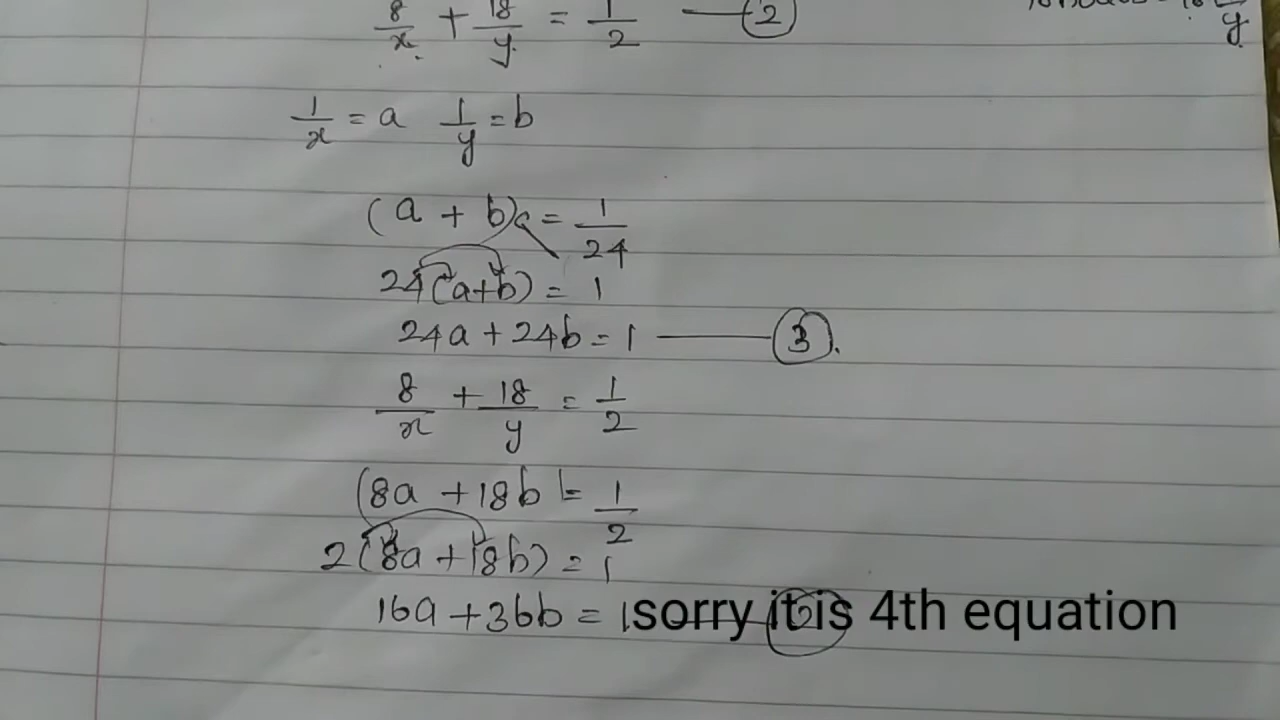 8/x + 18/y = 1/2 — (2)
y
1/x = a 1/y = b
(a + b) = 1/24
24(a+b) = 1
24a + 24b = 1 — (3).
8/x + 18/y = 1/2
(8a + 18b) = 1/2
2(8a + 18b) = 1
16a + 36b = 1 sorry it is 4th equation